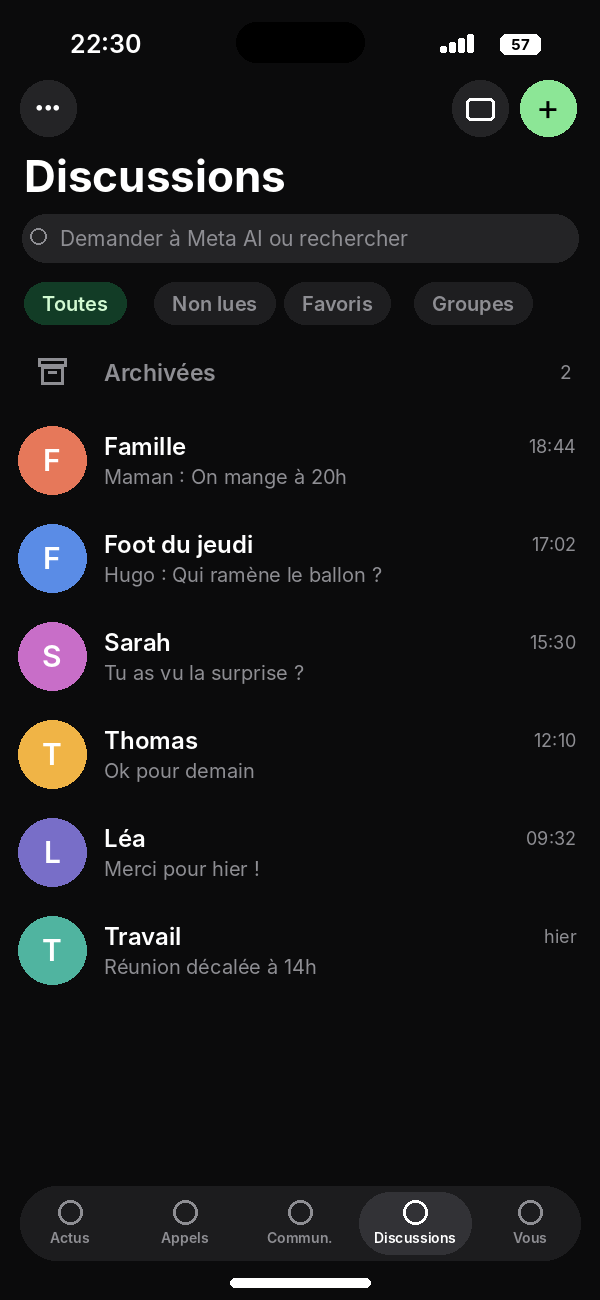 22:30
57
Discussions
Demander à Meta AI ou rechercher
Toutes Non lues Favoris Groupes
Archivées 2
F Famille 18:44
Maman : On mange à 20h
F Foot du jeudi 17:02
Hugo : Qui ramène le ballon ?
S Sarah 15:30
Tu as vu la surprise ?
T Thomas 12:10
Ok pour demain
L Léa 09:32
Merci pour hier !
T Travail hier
Réunion décalée à 14h
Actus Appels Commun. Discussions Vous